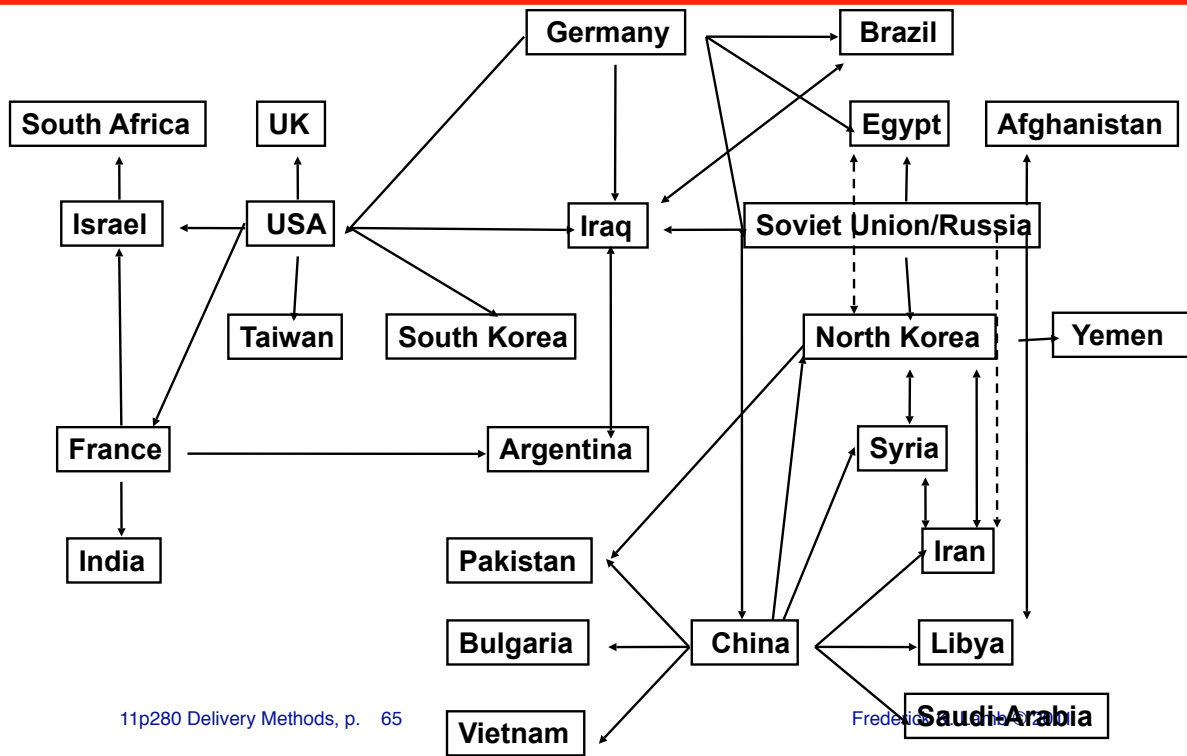 Germany
Brazil
South Africa
UK
Egypt
Afghanistan
Israel
USA
Iraq
Soviet Union/Russia
Taiwan
South Korea
North Korea
Yemen
France
Argentina
Syria
India
Pakistan
Iran
Bulgaria
China
Libya
11p280 Delivery Methods, p. 65
Saudi Arabia
Vietnam